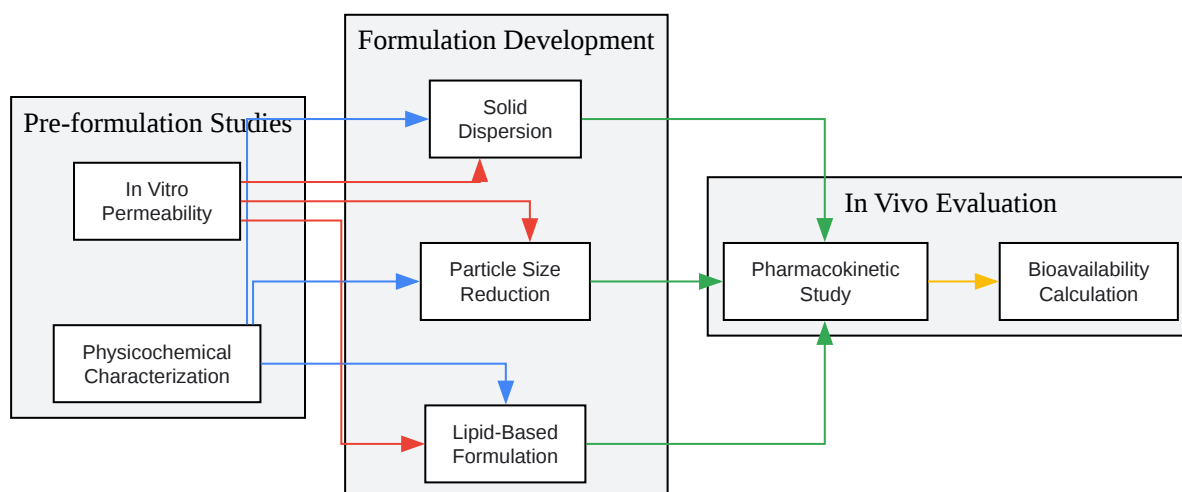 Pre-formulation Studies
In Vitro
Permeability
Physicochemical
Characterization
Formulation Development
Solid
Dispersion
Particle Size
Reduction
Lipid-Based
Formulation
In Vivo Evaluation
Pharmacokinetic
Study
Bioavailability
Calculation